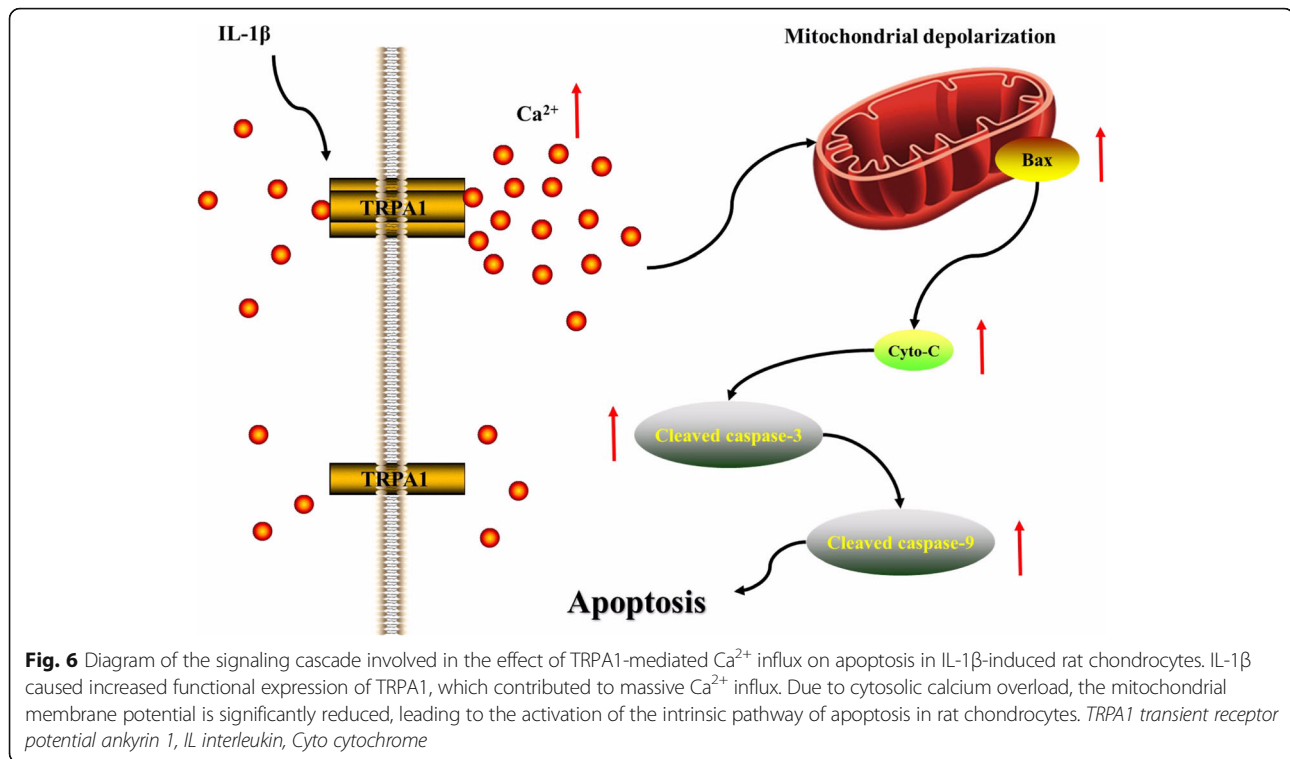 IL-1β
Mitochondrial depolarization
Ca²⁺
Bax
TRPA1
Cyto-C
Cleaved caspase-3
TRPA1
Cleaved caspase-9
Apoptosis
Fig. 6 Diagram of the signaling cascade involved in the effect of TRPA1-mediated Ca²⁺ influx on apoptosis in IL-1β-induced rat chondrocytes. IL-1β
caused increased functional expression of TRPA1, which contributed to massive Ca²⁺ influx. Due to cytosolic calcium overload, the mitochondrial
membrane potential is significantly reduced, leading to the activation of the intrinsic pathway of apoptosis in rat chondrocytes. TRPA1 transient receptor
potential ankyrin 1, IL interleukin, Cyto cytochrome